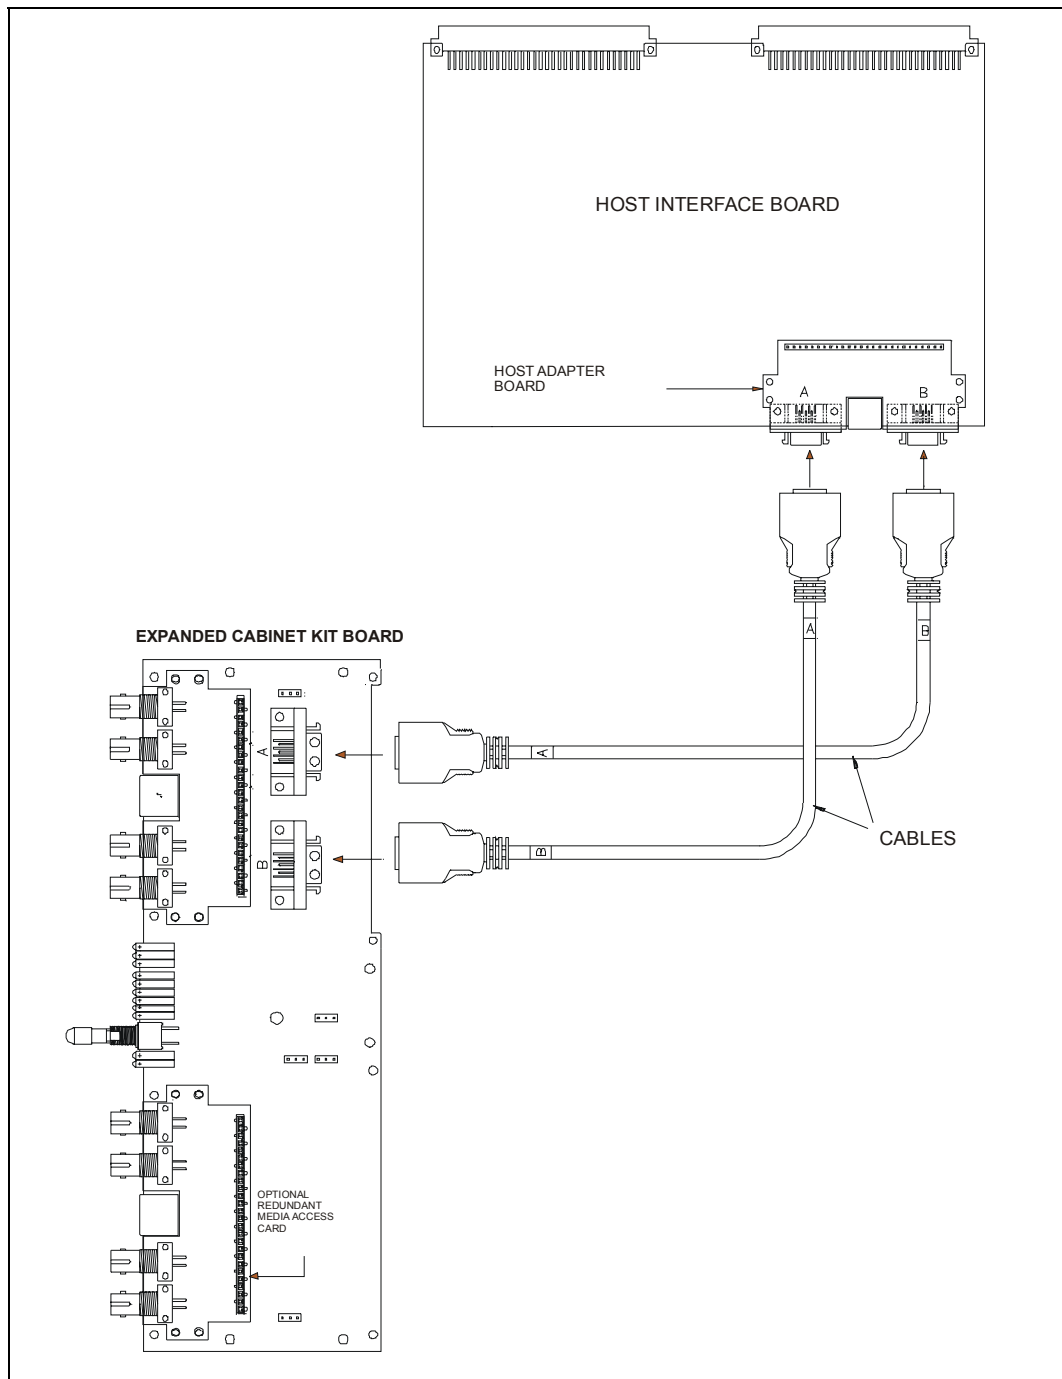 HOST INTERFACE BOARD
HOST ADAPTER
BOARD
A
B
A
B
EXPANDED CABINET KIT BOARD
A
A
B
B
CABLES
OPTIONAL
REDUNDANT
MEDIA ACCESS
CARD